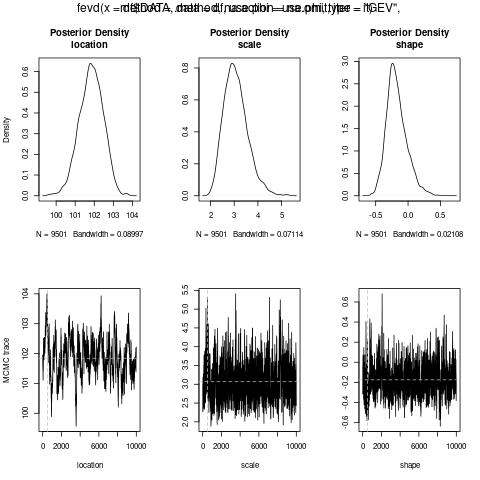 fevd(x =
Posterior Density Posterior Density Posterior Density
location scale shape
Density
0.0 0.1 0.2 0.3 0.4 0.5 0.6
0.0 0.2 0.4 0.6 0.8
0.0 0.5 1.0 1.5 2.0 2.5 3.0
100 101 102 103 104
2 3 4 5
-0.5 0.0 0.5
N = 9501 Bandwidth = 0.08997
N = 9501 Bandwidth = 0.07114
N = 9501 Bandwidth = 0.02108
MCMC trace
100 101 102 103 104
2.0 2.5 3.0 3.5 4.0 4.5 5.0 5.5
-0.6 -0.4 -0.2 0.0 0.2 0.4 0.6
0 2000 6000 10000
0 2000 6000 10000
0 2000 6000 10000
location scale shape